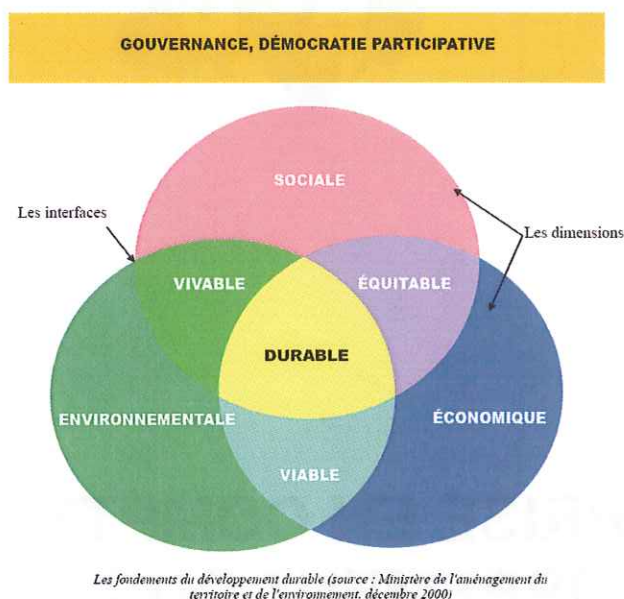 GOUVERNANCE, DÉMOCRATIE PARTICIPATIVE
SOCIALE
Les interfaces
Les dimensions
VIVABLE
ÉQUITABLE
DURABLE
ENVIRONNEMENTALE
ÉCONOMIQUE
VIABLE
Les fondements du développement durable (source : Ministère de l'aménagement du
territoire et de l'environnement, décembre 2000)